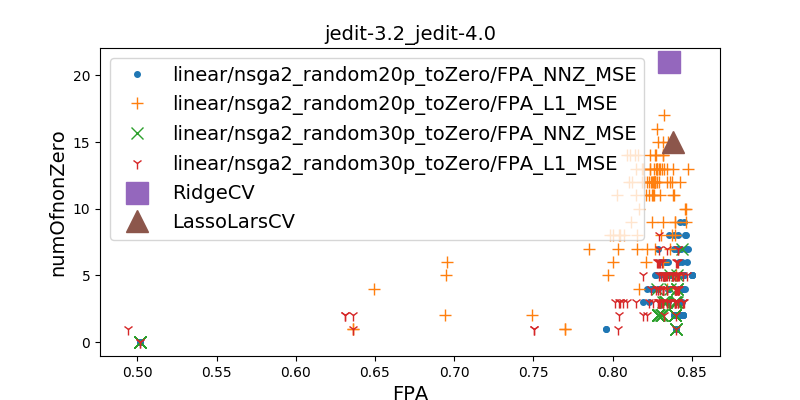 jedit-3.2_jedit-4.0
linear/nsga2_random20p_toZero/FPA_NNZ_MSE
linear/nsga2_random20p_toZero/FPA_L1_MSE
linear/nsga2_random30p_toZero/FPA_NNZ_MSE
linear/nsga2_random30p_toZero/FPA_L1_MSE
RidgeCV
LassoLarsCV
numOfnonZero
20
15
10
5
0
0.50 0.55 0.60 0.65 0.70 0.75 0.80 0.85
FPA